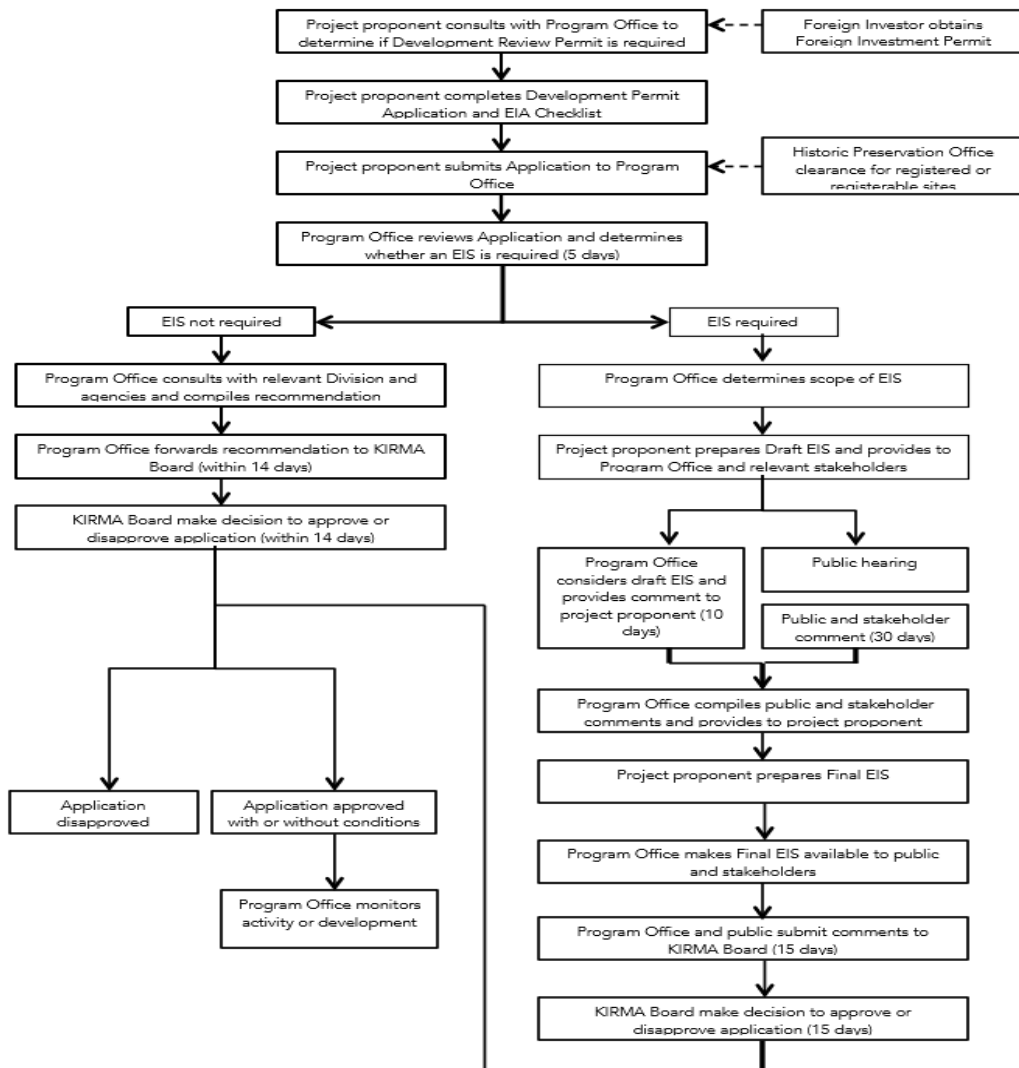 Project proponent consults with Program Office to
determine if Development Review Permit is required
Foreign Investor obtains
Foreign Investment Permit
Project proponent completes Development Permit
Application and EIA Checklist
Project proponent submits Application to Program
Office
Historic Preservation Office
clearance for registered or
registerable sites
Program Office reviews Application and determines
whether an EIS is required (5 days)
EIS not required
EIS required
Program Office consults with relevant Division and
agencies and compiles recommendation
Program Office forwards recommendation to KIRMA
Board (within 14 days)
KIRMA Board make decision to approve or
disapprove application (within 14 days)
Program Office determines scope of EIS
Project proponent prepares Draft EIS and provides to
Program Office and relevant stakeholders
Program Office
considers draft EIS and
provides comment to
project proponent (10
days)
Public hearing
Public and stakeholder
comment (30 days)
Program Office compiles public and stakeholder
comments and provides to project proponent
Project proponent prepares Final EIS
Application
disapproved
Application approved
with or without conditions
Program Office monitors
activity or development
Program Office makes Final EIS available to public
and stakeholders
Program Office and public submit comments to
KIRMA Board (15 days)
KIRMA Board make decision to approve or
disapprove application (15 days)